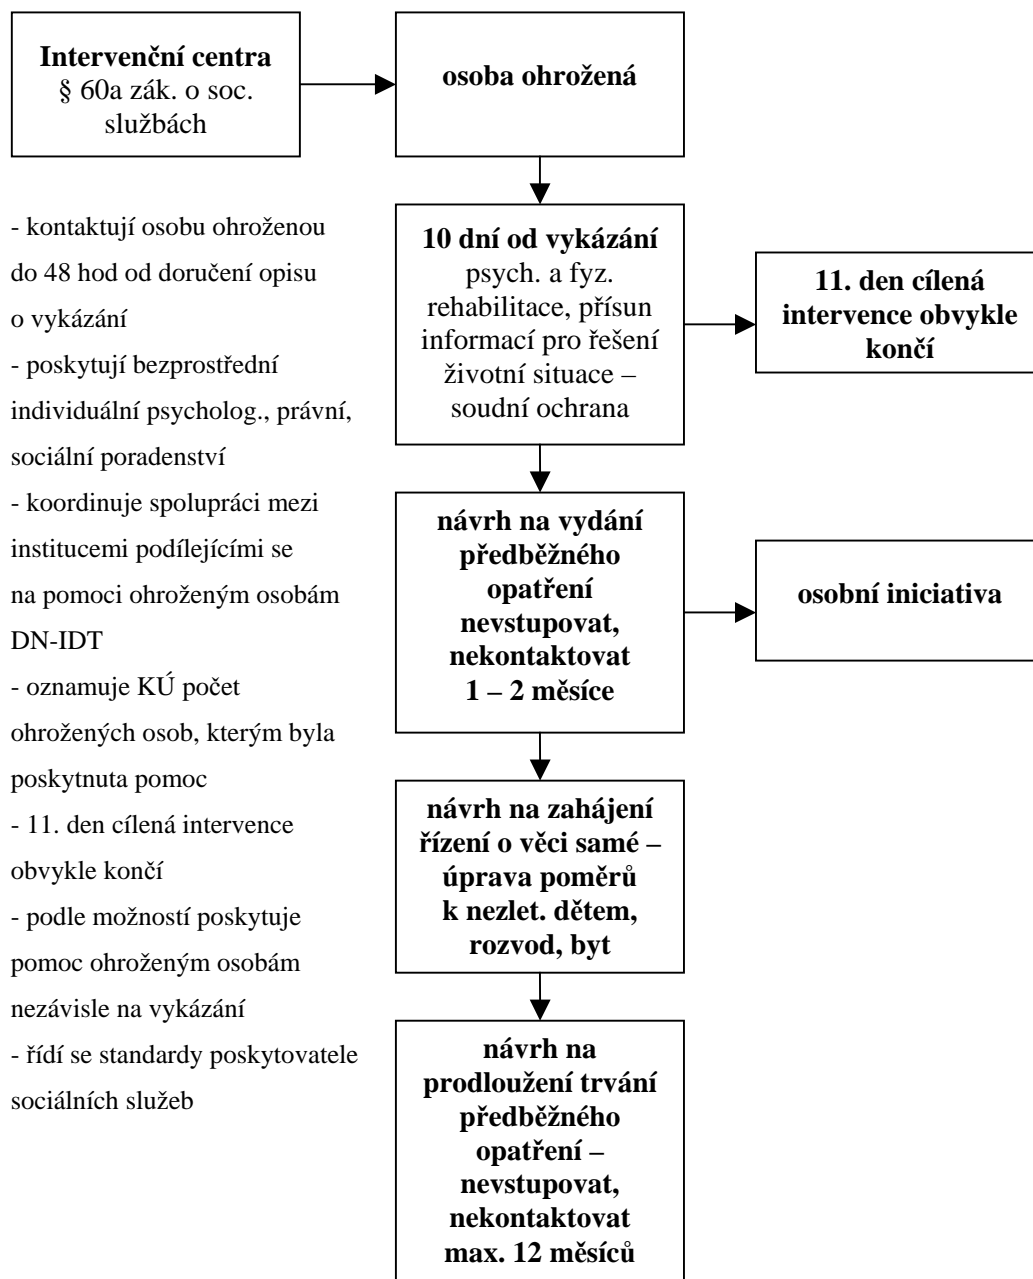 Intervenční centra
§ 60a zák. o soc.
službách
osoba ohrožená
- kontaktují osobu ohroženou
do 48 hod od doručení opisu
o vykázání
- poskytují bezprostřední
individuální psycholog., právní,
sociální poradenství
- koordinuje spolupráci mezi
institucemi podílejícími se
na pomoci ohroženým osobám
DN-IDT
- oznamuje KÚ počet
ohrožených osob, kterým byla
poskytnuta pomoc
- 11. den cílená intervence
obvykle končí
- podle možností poskytuje
pomoc ohroženým osobám
nezávisle na vykázání
- řídí se standardy poskytovatele
sociálních služeb
10 dní od vykázání
psych. a fyz.
rehabilitace, přísun
informací pro řešení
životní situace –
soudní ochrana
11. den cílená
intervence obvykle
končí
návrh na vydání
předběžného
opatření
nevstupovat,
nekontaktovat
1 – 2 měsíce
osobní iniciativa
návrh na zahájení
řízení o věci samé –
úprava poměrů
k nezlet. dětem,
rozvod, byt
návrh na
prodloužení trvání
předběžného
opatření –
nevstupovat,
nekontaktovat
max. 12 měsíců